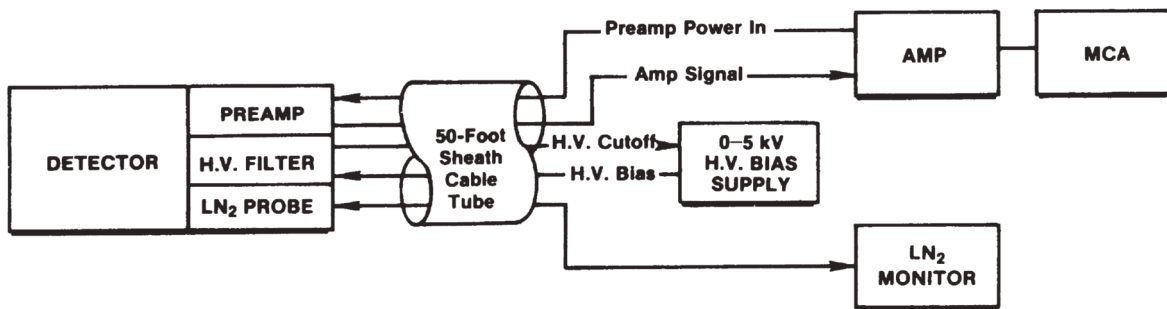 Preamp Power In
AMP
MCA
Amp Signal
DETECTOR
PREAMP
H.V. FILTER
LN₂ PROBE
50-Foot
Sheath
Cable
Tube
H.V. Cutoff
H.V. Bias
0–5 kV
H.V. BIAS
SUPPLY
LN₂
MONITOR